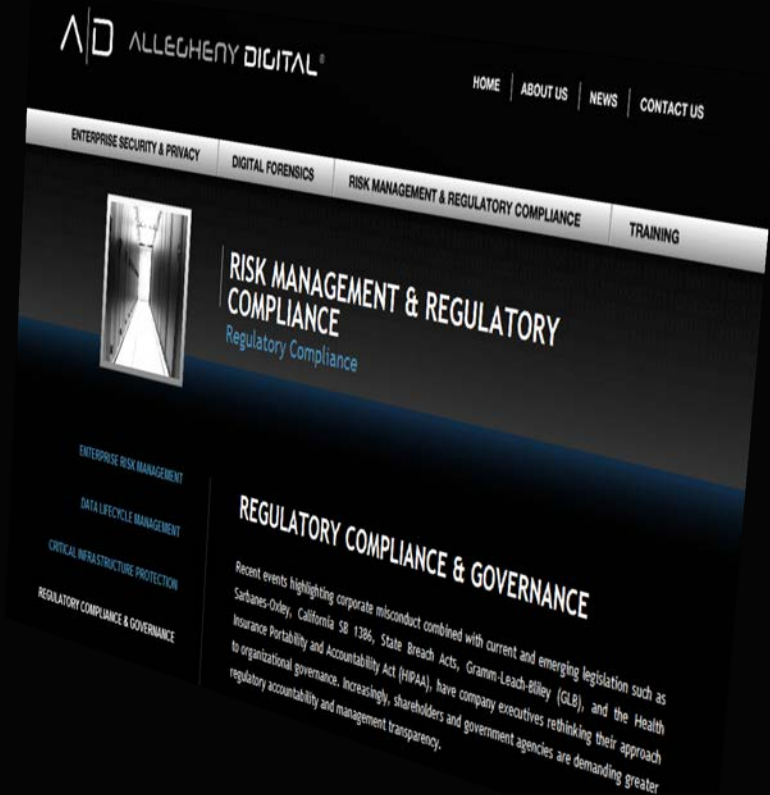 A|D ALLEGHENY DIGITAL®
HOME | ABOUT US | NEWS | CONTACT US
ENTERPRISE SECURITY & PRIVACY
DIGITAL FORENSICS
RISK MANAGEMENT & REGULATORY COMPLIANCE
TRAINING
RISK MANAGEMENT & REGULATORY
COMPLIANCE
Regulatory Compliance
ENTERPRISE RISK MANAGEMENT
DATA LIFECYCLE MANAGEMENT
CRITICAL INFRASTRUCTURE PROTECTION
REGULATORY COMPLIANCE & GOVERNANCE
REGULATORY COMPLIANCE & GOVERNANCE
Recent events highlighting corporate misconduct combined with current and emerging legislation such as
Sarbanes-Oxley, California SB 1386, State Breach Acts, Gramm-Leach-Bliley (GLB), and the Health
Insurance Portability and Accountability Act (HIPAA), have company executives rethinking their approach
to organizational governance. Increasingly, shareholders and government agencies are demanding greater
regulatory accountability and management transparency.